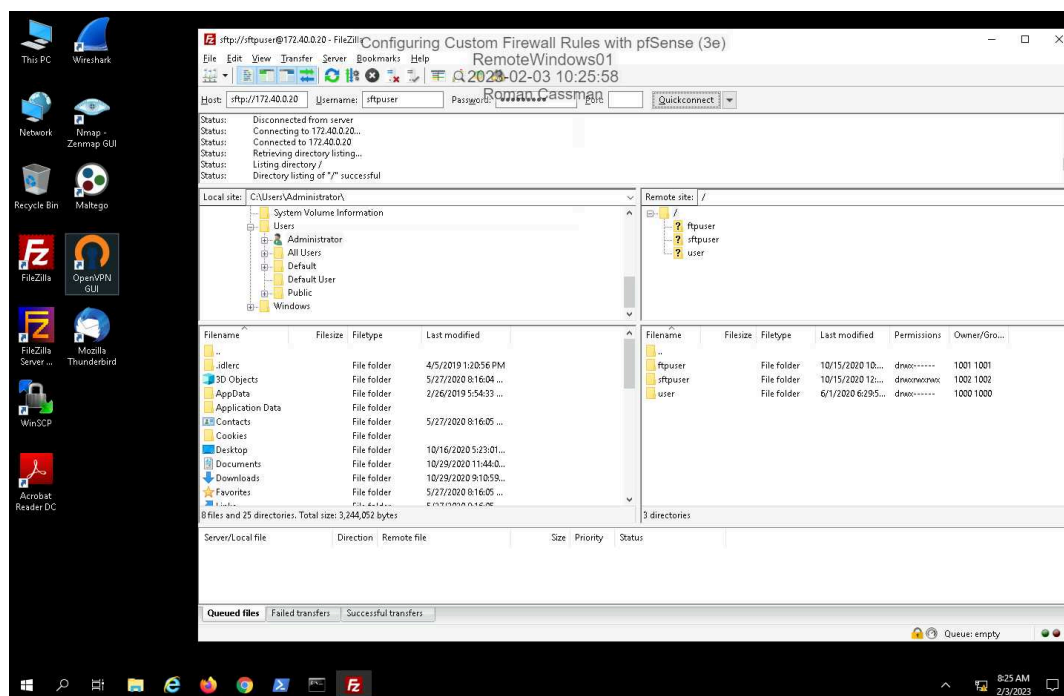 This PC
Wireshark
Network
Nmap -
Zenmap GUI
Recycle Bin
Maltego
FileZilla
OpenVPN
GUI
FileZilla
Server ...
Mozilla
Thunderbird
WinSCP
Acrobat
Reader DC
sftp://sftpuser@172.40.0.20 - FileZilla
Configuring Custom Firewall Rules with pfSense (3e)
RemoteWindows01
2023-02-03 10:25:58
Roman Cassman
File Edit View Transfer Server Bookmarks Help
Host: sftp://172.40.0.20 Username: sftpuser Password: ●●●●●●●●● Port: Quickconnect
Status: Disconnected from server
Status: Connecting to 172.40.0.20...
Status: Connected to 172.40.0.20
Status: Retrieving directory listing...
Status: Listing directory /
Status: Directory listing of "/" successful
Local site: C:\Users\Administrator\
System Volume Information
Users
Administrator
All Users
Default
Default User
Public
Windows
Remote site: /
/
ftpuser
sftpuser
user
Filename Filesize Filetype Last modified
..
.idlerc File folder 4/5/2019 1:20:56 PM
3D Objects File folder 5/27/2020 8:16:04 ...
AppData File folder 2/26/2019 5:54:33 ...
Application Data File folder
Contacts File folder 5/27/2020 8:16:05 ...
Cookies File folder
Desktop File folder 10/16/2020 5:23:01...
Documents File folder 10/29/2020 11:44:0...
Downloads File folder 10/29/2020 9:10:59...
Favorites File folder 5/27/2020 8:16:05 ...
8 files and 25 directories. Total size: 3,244,052 bytes
Filename Filesize Filetype Last modified Permissions Owner/Gro...
..
ftpuser File folder 10/15/2020 10:... drwx------ 1001 1001
sftpuser File folder 10/15/2020 12:... drwxrwxrwx 1002 1002
user File folder 6/1/2020 6:29:5... drwx------ 1000 1000
3 directories
Server/Local file Direction Remote file Size Priority Status
Queued files Failed transfers Successful transfers
Queue: empty
8:25 AM
2/3/2023